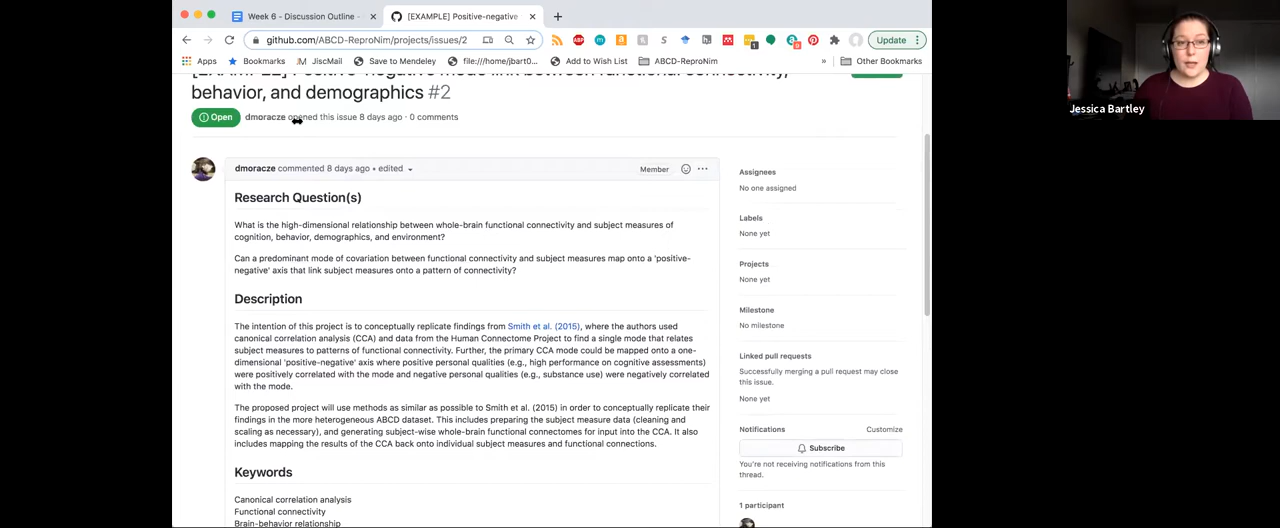 Week 6 - Discussion Outline -
[EXAMPLE] Positive-negative
github.com/ABCD-ReproNim/projects/issues/2
Update
Apps
Bookmarks
JiscMail
Save to Mendeley
file:///home/jbart0...
Add to Wish List
ABCD-ReproNim
Other Bookmarks
[EXAMPLE] Positive-negative mode link between functional connectivity,
behavior, and demographics #2
Open
dmoracze opened this issue 8 days ago · 0 comments
dmoracze commented 8 days ago • edited
Member
Research Question(s)
What is the high-dimensional relationship between whole-brain functional connectivity and subject measures of
cognition, behavior, demographics, and environment?
Can a predominant mode of covariation between functional connectivity and subject measures map onto a 'positive-
negative' axis that link subject measures onto a pattern of connectivity?
Description
The intention of this project is to conceptually replicate findings from Smith et al. (2015), where the authors used
canonical correlation analysis (CCA) and data from the Human Connectome Project to find a single mode that relates
subject measures to patterns of functional connectivity. Further, the primary CCA mode could be mapped onto a one-
dimensional 'positive-negative' axis where positive personal qualities (e.g., high performance on cognitive assessments)
were positively correlated with the mode and negative personal qualities (e.g., substance use) were negatively correlated
with the mode.
The proposed project will use methods as similar as possible to Smith et al. (2015) in order to conceptually replicate their
findings in the more heterogeneous ABCD dataset. This includes preparing the subject measure data (cleaning and
scaling as necessary), and generating subject-wise whole-brain functional connectomes for input into the CCA. It also
includes mapping the results of the CCA back onto individual subject measures and functional connections.
Keywords
Canonical correlation analysis
Functional connectivity
Brain-behavior relationship
Assignees
No one assigned
Labels
None yet
Projects
None yet
Milestone
No milestone
Linked pull requests
Successfully merging a pull request may close
this issue.
None yet
Notifications
Customize
Subscribe
You're not receiving notifications from this
thread.
1 participant
Jessica Bartley